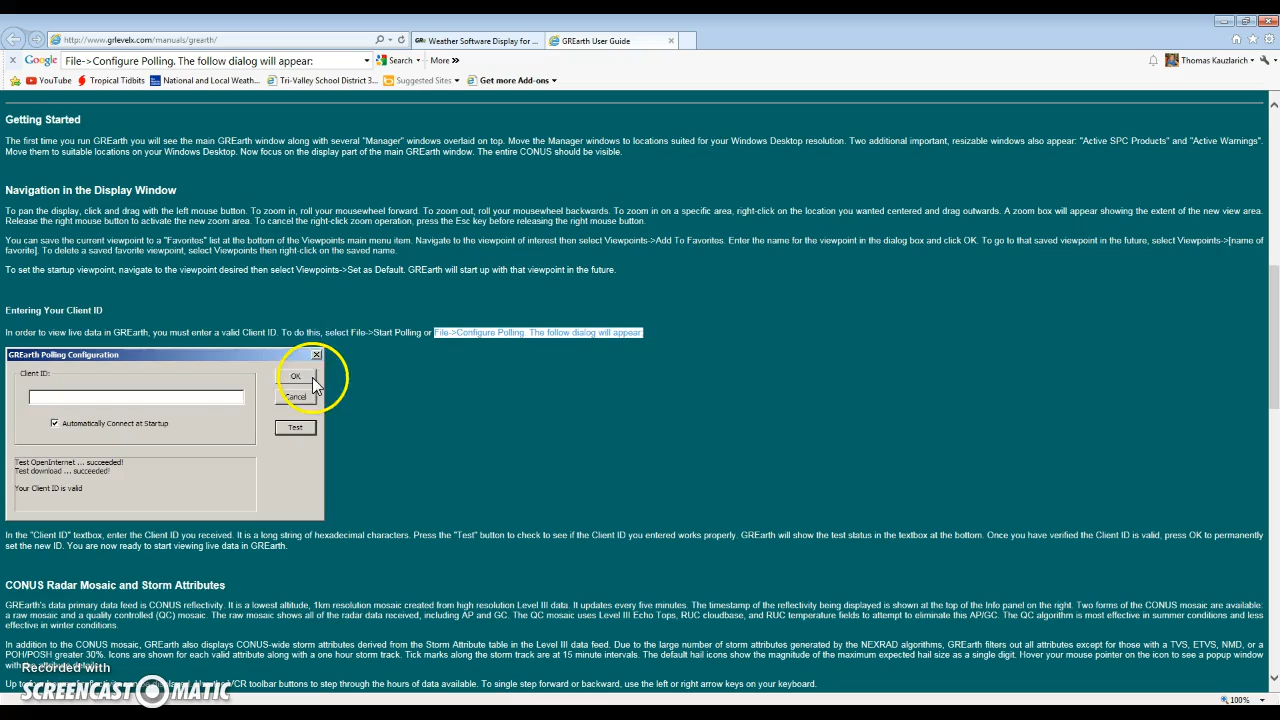 http://www.grlevelx.com/manuals/grearth/
Weather Software Display for ...
GREarth User Guide
Google
File->Configure Polling. The follow dialog will appear:
Search
More »
Thomas Kauzlarich
YouTube
Tropical Tidbits
National and Local Weath...
Tri-Valley School District 3...
Suggested Sites
Get more Add-ons
Getting Started
The first time you run GREarth you will see the main GREarth window along with several "Manager" windows overlaid on top. Move the Manager windows to locations suited for your Windows Desktop resolution. Two additional important, resizable windows also appear: "Active SPC Products" and "Active Warnings".
Move them to suitable locations on your Windows Desktop. Now focus on the display part of the main GREarth window. The entire CONUS should be visible.
Navigation in the Display Window
To pan the display, click and drag with the left mouse button. To zoom in, roll your mousewheel forward. To zoom out, roll your mousewheel backwards. To zoom in on a specific area, right-click on the location you wanted centered and drag outwards. A zoom box will appear showing the extent of the new view area.
Release the right mouse button to activate the new zoom area. To cancel the right-click zoom operation, press the Esc key before releasing the right mouse button.
You can save the current viewpoint to a "Favorites" list at the bottom of the Viewpoints main menu item. Navigate to the viewpoint of interest then select Viewpoints->Add To Favorites. Enter the name for the viewpoint in the dialog box and click OK. To go to that saved viewpoint in the future, select Viewpoints->[name of
favorite]. To delete a saved favorite viewpoint, select Viewpoints then right-click on the saved name.
To set the startup viewpoint, navigate to the viewpoint desired then select Viewpoints->Set as Default. GREarth will start up with that viewpoint in the future.
Entering Your Client ID
In order to view live data in GREarth, you must enter a valid Client ID. To do this, select File->Start Polling or File->Configure Polling. The follow dialog will appear:
GREarth Polling Configuration
Client ID:
OK
Cancel
Automatically Connect at Startup
Test
Test OpenInternet ... succeeded!
Test download ... succeeded!
Your Client ID is valid
In the "Client ID" textbox, enter the Client ID you received. It is a long string of hexadecimal characters. Press the "Test" button to check to see if the Client ID you entered works properly. GREarth will show the test status in the textbox at the bottom. Once you have verified the Client ID is valid, press OK to permanently
set the new ID. You are now ready to start viewing live data in GREarth.
CONUS Radar Mosaic and Storm Attributes
GREarth's data primary data feed is CONUS reflectivity. It is a lowest altitude, 1km resolution mosaic created from high resolution Level III data. It updates every five minutes. The timestamp of the reflectivity being displayed is shown at the top of the Info panel on the right. Two forms of the CONUS mosaic are available:
a raw mosaic and a quality controlled (QC) mosaic. The raw mosaic shows all of the radar data received, including AP and GC. The QC mosaic uses Level III Echo Tops, RUC cloudbase, and RUC temperature fields to attempt to eliminate this AP/GC. The QC algorithm is most effective in summer conditions and less
effective in winter conditions.
In addition to the CONUS mosaic, GREarth also displays CONUS-wide storm attributes derived from the Storm Attribute table in the Level III data feed. Due to the large number of storm attributes generated by the NEXRAD algorithms, GREarth filters out all attributes except for those with a TVS, ETVS, NMD, or a
POH/POSH greater 30%. Icons are shown for each valid attribute along with a one hour storm track. Tick marks along the storm track are at 15 minute intervals. The default hail icons show the magnitude of the maximum expected hail size as a single digit. Hover your mouse pointer on the icon to see a popup window
Recorded with
VCR toolbar buttons to step through the hours of data available. To single step forward or backward, use the left or right arrow keys on your keyboard.
SCREENCAST-O-MATIC
100%